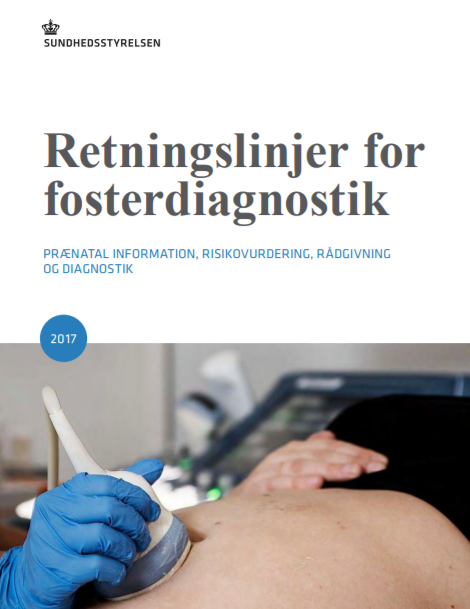 SUNDHEDSSTYRELSEN
Retningslinjer for
fosterdiagnostik
PRÆNATAL INFORMATION, RISIKOVURDERING, RÅDGIVNING
OG DIAGNOSTIK
2017